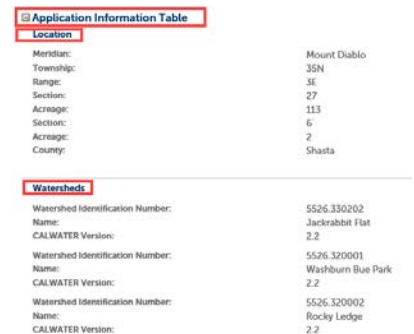 Application Information Table
Location
Meridian: Mount Diablo
Township: 35N
Range: 3E
Section: 27
Acreage: 113
Section: 6
Acreage: 2
County: Shasta
Watersheds
Watershed Identification Number: 5526.330202
Name: Jackrabbit Flat
CALWATER Version: 2.2
Watershed Identification Number: 5526.320001
Name: Washburn Bue Park
CALWATER Version: 2.2
Watershed Identification Number: 5526.320002
Name: Rocky Ledge
CALWATER Version: 2.2